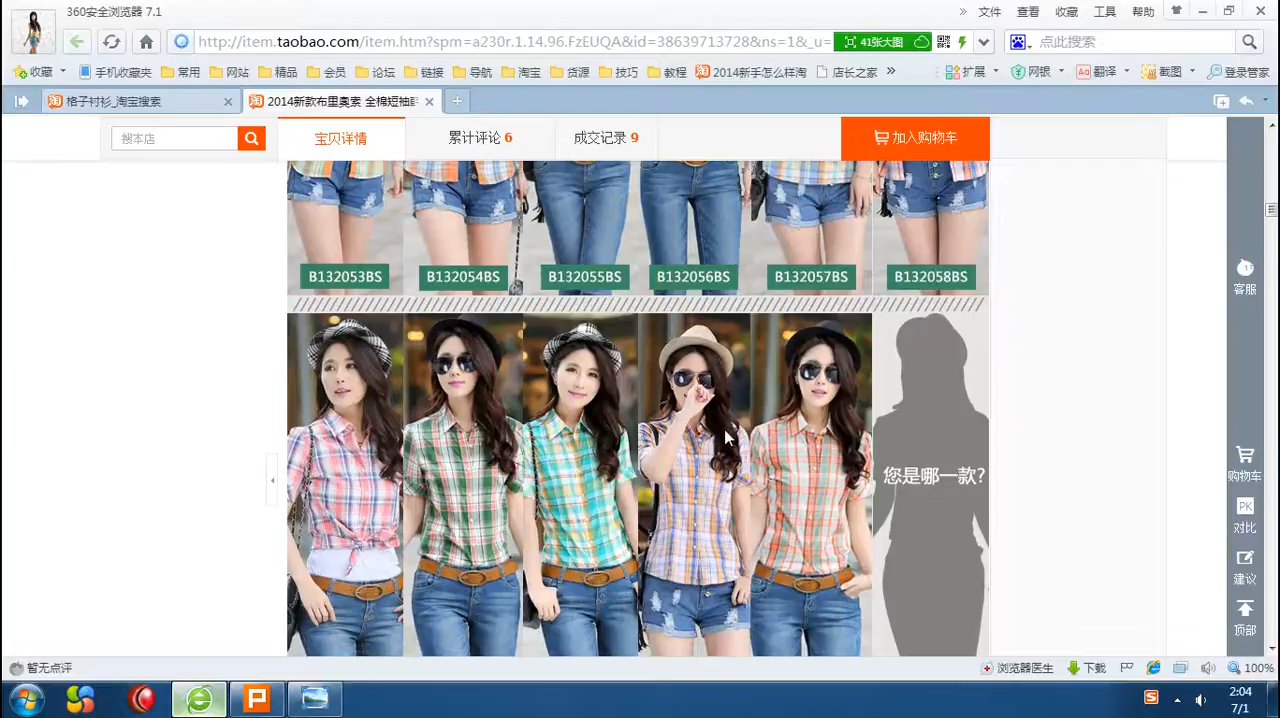 360安全浏览器 7.1
» 文件 查看 收藏 工具 帮助
http://item.taobao.com/item.htm?spm=a230r.1.14.96.FzEUQA&id=38639713728&ns=1&_u=
41张大图
点此搜索
收藏 手机收藏夹 常用 网站 精品 会员 论坛 链接 导航 淘宝 货源 技巧 教程 2014新手怎么样淘 店长之家 » 扩展 网银 翻译 截图 登录管家
格子衬衫_淘宝搜索
2014新款布里奥索 全棉短袖
搜本店
宝贝详情
累计评论 6
成交记录 9
加入购物车
B132053BS B132054BS B132055BS B132056BS B132057BS B132058BS
客服
您是哪一款?
购物车
PK
对比
建议
顶部
暂无点评
浏览器医生 下载 100%
2:04
7/1